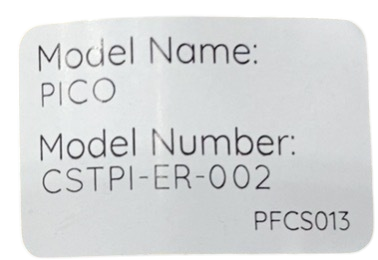 Model Name:
PICO
Model Number:
CSTPI-ER-002
PFCS013